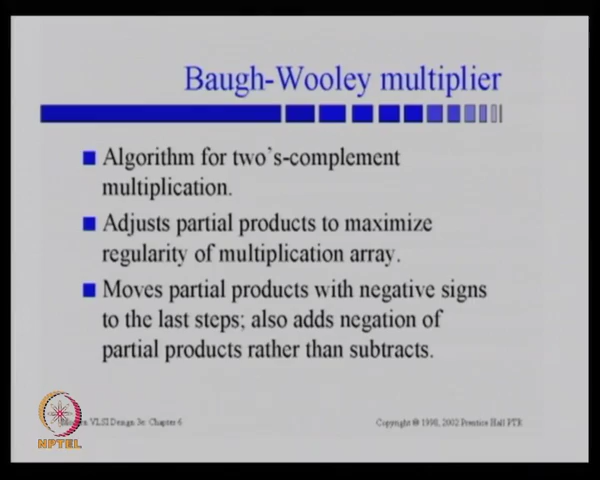 Baugh-Wooley multiplier
Algorithm for two's-complement
multiplication.
Adjusts partial products to maximize
regularity of multiplication array.
Moves partial products with negative signs
to the last steps; also adds negation of
partial products rather than subtracts.
VLSI Design 3e: Chapter 6
Copyright © 1998, 2002 Prentice Hall PTR
NPTEL